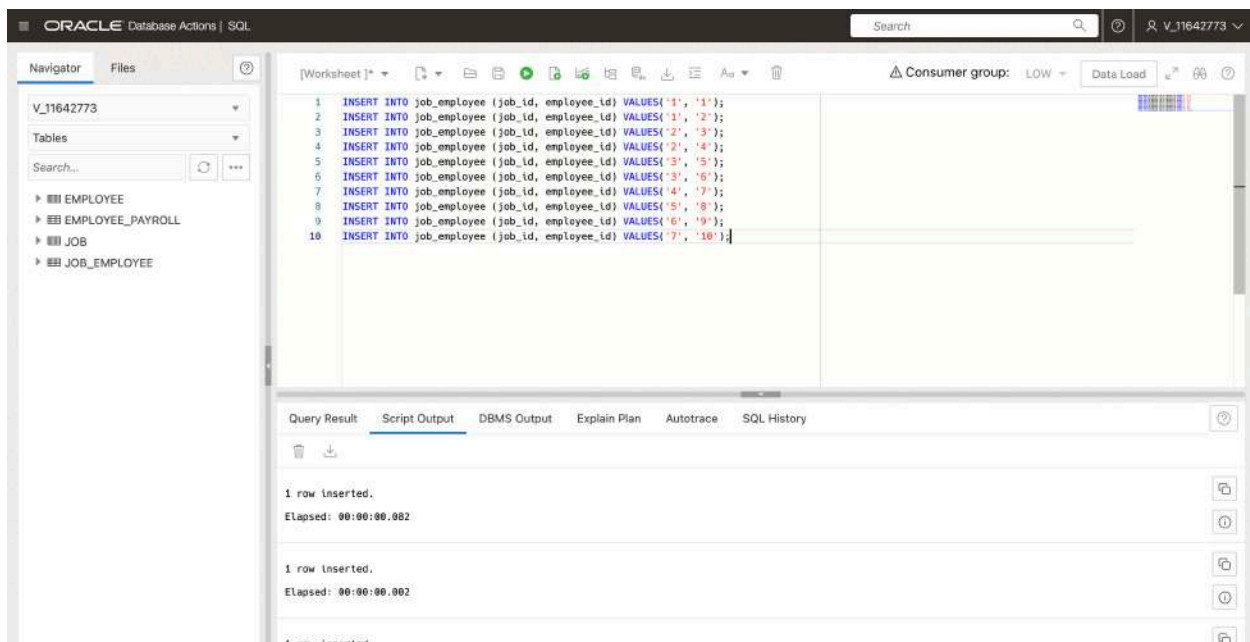 ORACLE Database Actions | SQL
Search
V_11642773
Navigator Files
V_11642773
Tables
Search...
EMPLOYEE
EMPLOYEE_PAYROLL
JOB
JOB_EMPLOYEE
[Worksheet]* Aa Consumer group: LOW Data Load
1 INSERT INTO job_employee (job_id, employee_id) VALUES('1', '1');
2 INSERT INTO job_employee (job_id, employee_id) VALUES('1', '2');
3 INSERT INTO job_employee (job_id, employee_id) VALUES('2', '3');
4 INSERT INTO job_employee (job_id, employee_id) VALUES('2', '4');
5 INSERT INTO job_employee (job_id, employee_id) VALUES('3', '5');
6 INSERT INTO job_employee (job_id, employee_id) VALUES('3', '6');
7 INSERT INTO job_employee (job_id, employee_id) VALUES('4', '7');
8 INSERT INTO job_employee (job_id, employee_id) VALUES('5', '8');
9 INSERT INTO job_employee (job_id, employee_id) VALUES('6', '9');
10 INSERT INTO job_employee (job_id, employee_id) VALUES('7', '10');
Query Result Script Output DBMS Output Explain Plan Autotrace SQL History
1 row inserted.
Elapsed: 00:00:00.082
1 row inserted.
Elapsed: 00:00:00.002